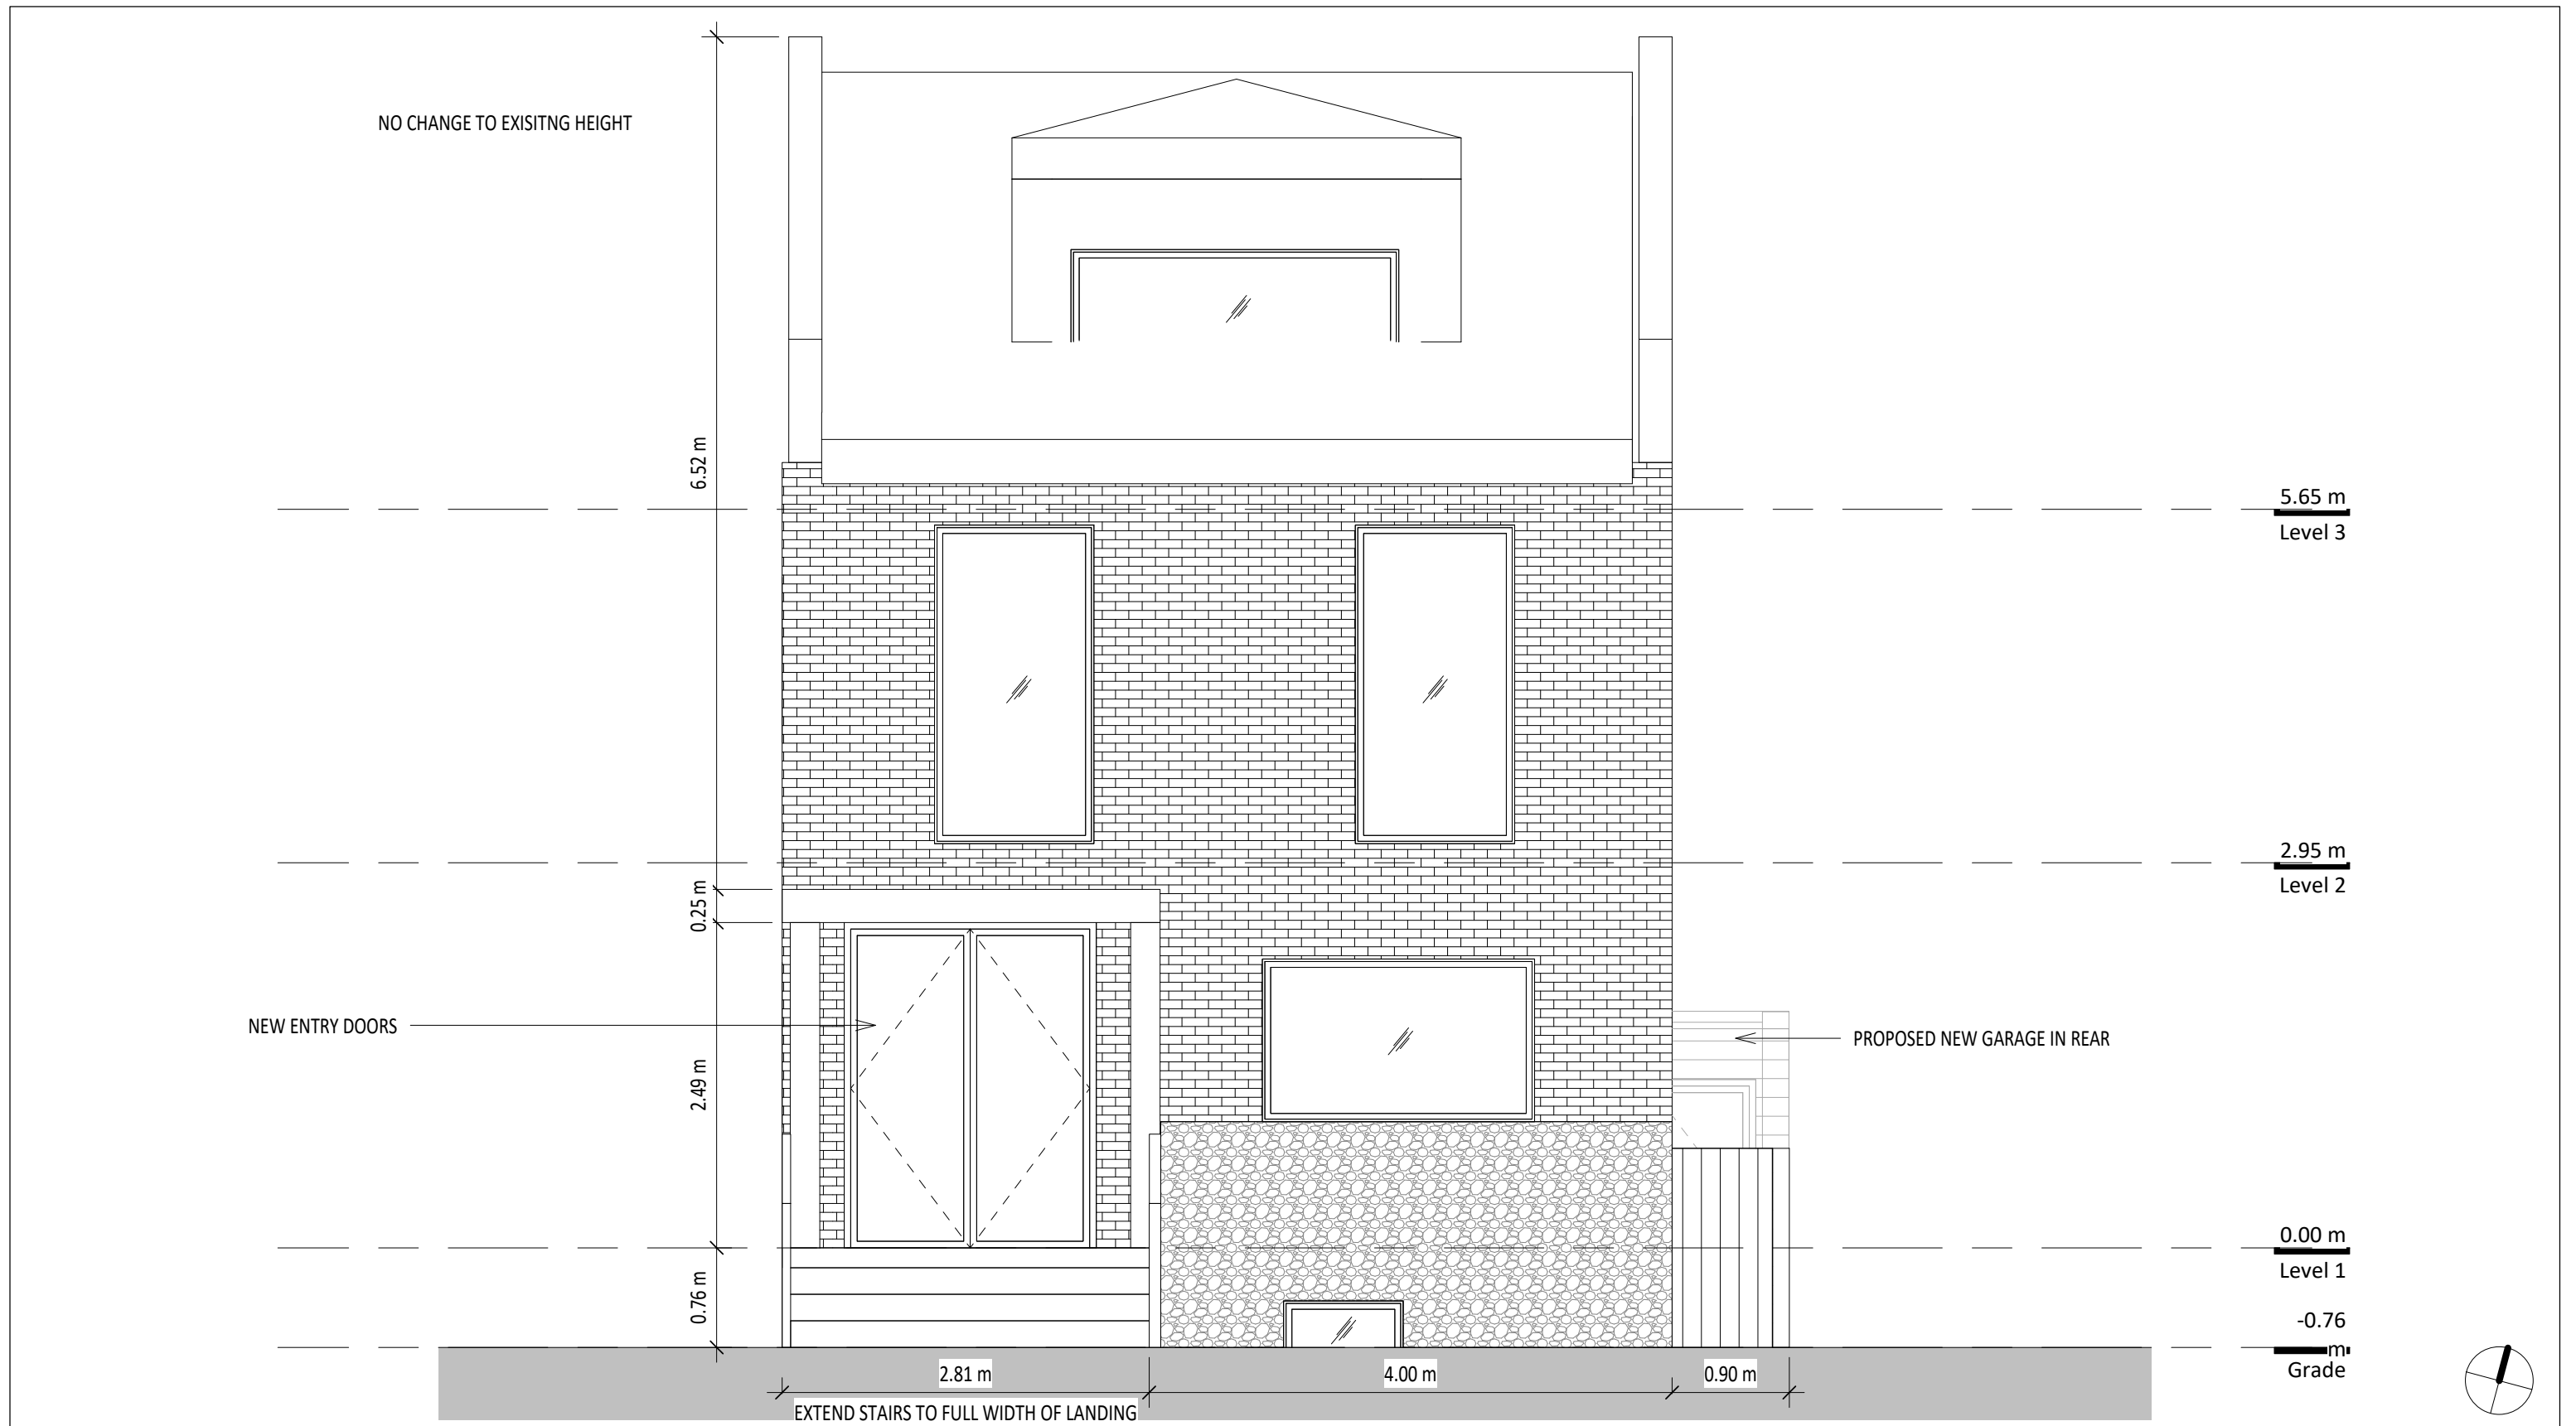 NO CHANGE TO EXISITNG HEIGHT
6.52 m
5.65 m
Level 3
2.95 m
Level 2
0.25 m
NEW ENTRY DOORS
PROPOSED NEW GARAGE IN REAR
2.49 m
0.00 m
Level 1
0.76 m
-0.76
m
Grade
2.81 m
4.00 m
0.90 m
EXTEND STAIRS TO FULL WIDTH OF LANDING